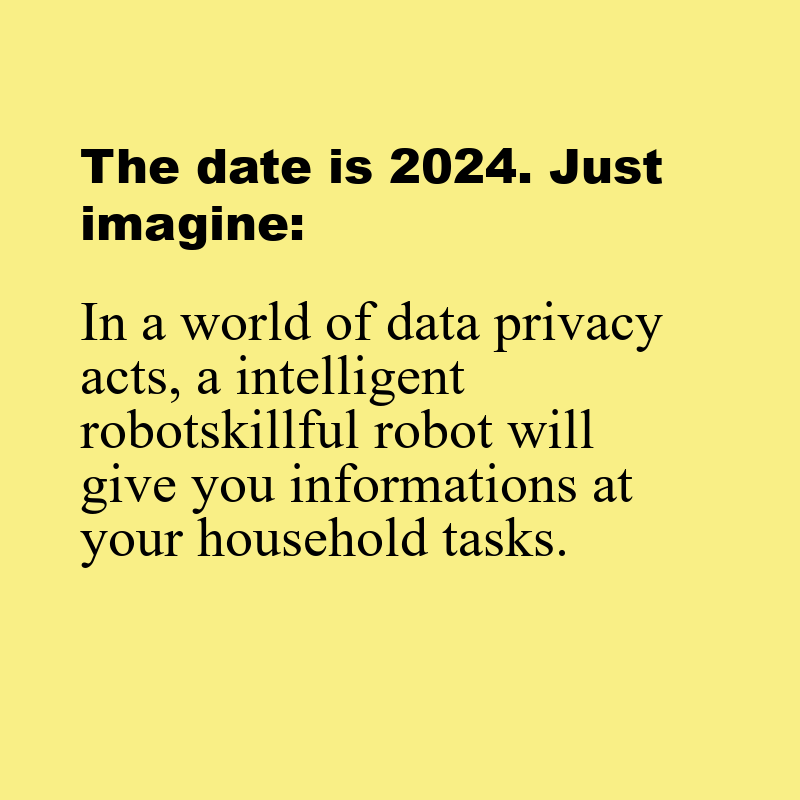 The date is 2024. Just
imagine:
In a world of data privacy
acts, a intelligent
robotskillful robot will
give you informations at
your household tasks.